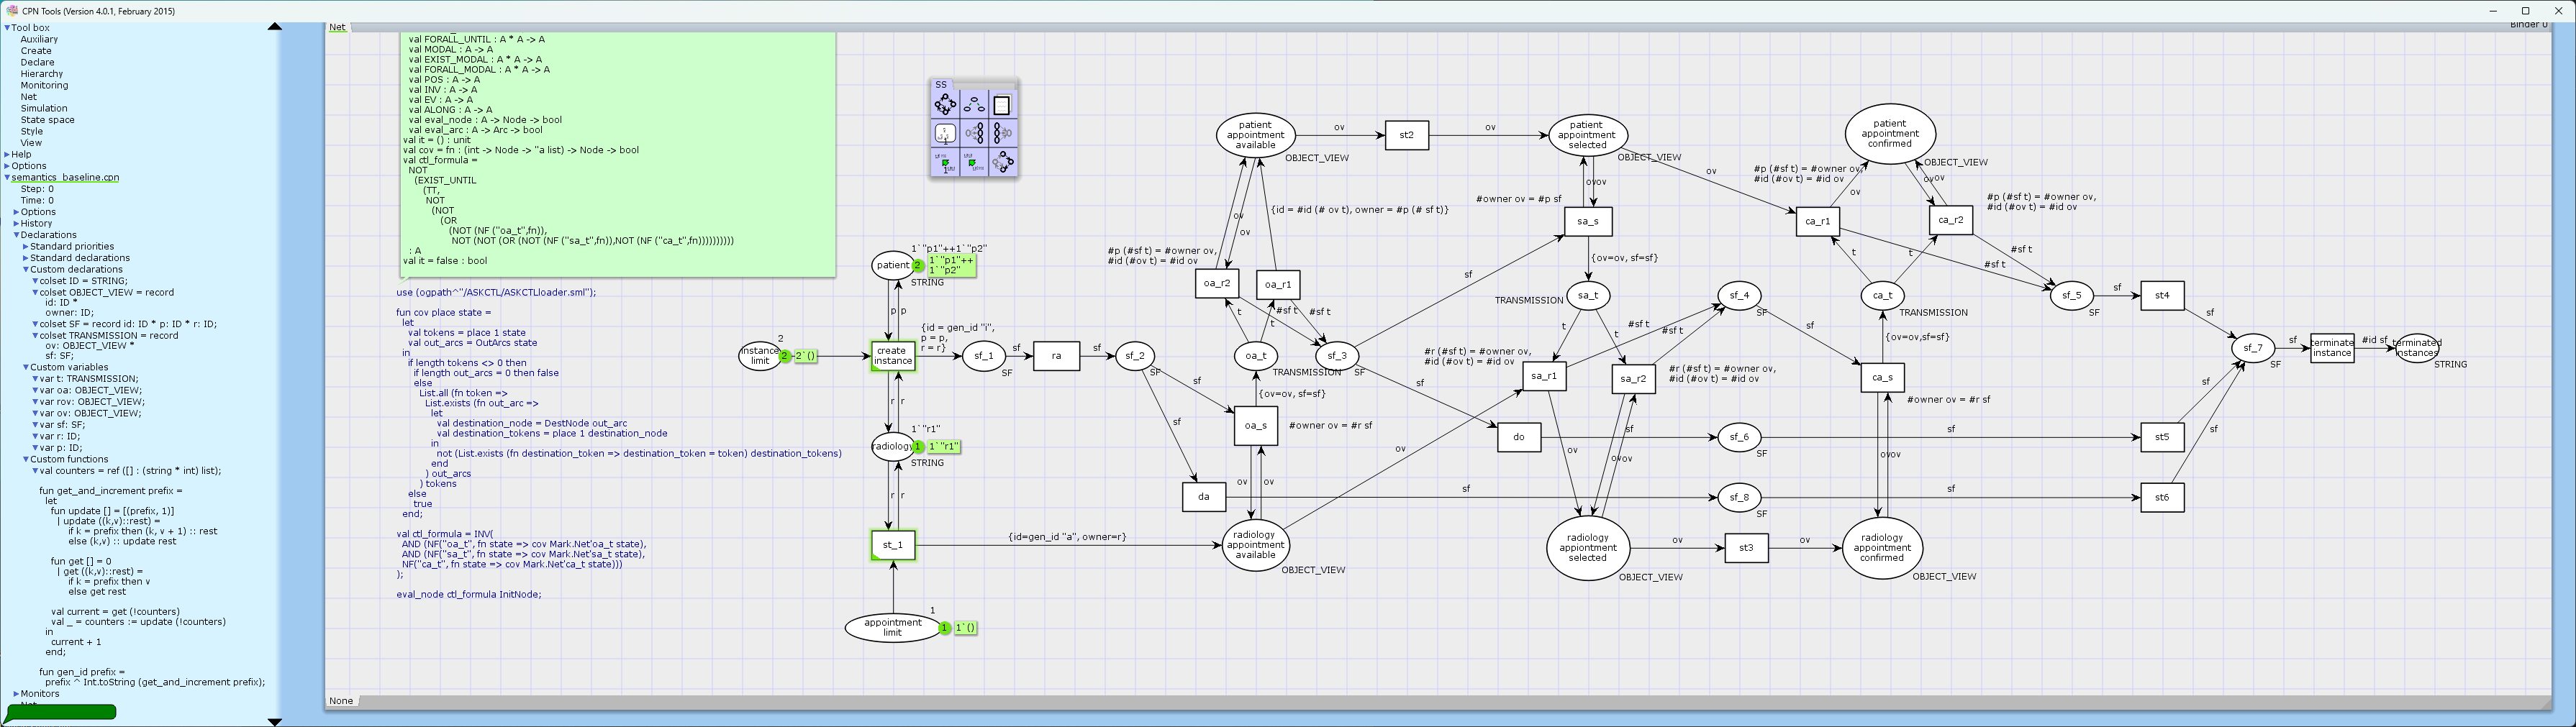 CPN Tools (Version 4.0.1, February 2015)
Tool box
Auxiliary
Create
Declare
Hierarchy
Monitoring
Net
Simulation
State space
Style
View
Help
Options
semantics_baseline.cpn
Step: 0
Time: 0
Options
History
Declarations
Standard priorities
Standard declarations
Custom declarations
colset ID = STRING;
colset OBJECT_VIEW = record
id: ID *
owner: ID;
colset SF = record id: ID * p: ID * r: ID;
colset TRANSMISSION = record
ov: OBJECT_VIEW *
sf: SF;
Custom variables
var t: TRANSMISSION;
var oa: OBJECT_VIEW;
var rov: OBJECT_VIEW;
var ov: OBJECT_VIEW;
var sf: SF;
var r: ID;
var p: ID;
Custom functions
val counters = ref ([] : (string * int) list);
fun get_and_increment prefix =
let
fun update [] = [(prefix, 1)]
| update ((k,v)::rest) =
if k = prefix then (k, v + 1) :: rest
else (k,v) :: update rest
fun get [] = 0
| get ((k,v)::rest) =
if k = prefix then v
else get rest
val current = get (!counters)
val _ = counters := update (!counters)
in
current + 1
end;
fun gen_id prefix =
prefix ^ Int.toString (get_and_increment prefix);
Monitors
Net
Binder 0
val FORALL_UNTIL : A * A -> A
val MODAL : A -> A
val EXIST_MODAL : A * A -> A
val FORALL_MODAL : A * A -> A
val POS : A -> A
val INV : A -> A
val EV : A -> A
val ALONG : A -> A
val eval_node : A -> Node -> bool
val eval_arc : A -> Arc -> bool
val it = () : unit
val cov = fn : (int -> Node -> ''a list) -> Node -> bool
val ctl_formula =
NOT
(EXIST_UNTIL
(TT,
NOT
(NOT
(OR
(NOT (NF ("oa_t",fn)),
NOT (NOT (OR (NOT (NF ("sa_t",fn)),NOT (NF ("ca_t",fn))))))))))
: A
val it = false : bool
use (ogpath^"/ASKCTL/ASKCTLloader.sml");
fun cov place state =
let
val tokens = place 1 state
val out_arcs = OutArcs state
in
if length tokens <> 0 then
if length out_arcs = 0 then false
else
List.all (fn token =>
List.exists (fn out_arc =>
let
val destination_node = DestNode out_arc
val destination_tokens = place 1 destination_node
in
not (List.exists (fn destination_token => destination_token = token) destination_tokens)
end
) out_arcs
) tokens
else
true
end;
val ctl_formula = INV(
AND (NF("oa_t", fn state => cov Mark.Net'oa_t state),
AND (NF("sa_t", fn state => cov Mark.Net'sa_t state),
NF("ca_t", fn state => cov Mark.Net'ca_t state)))
);
eval_node ctl_formula InitNode;
SS
2
instance
limit
2
2`()
1`"p1"++1`"p2"
patient
2
1`"p1"++
1`"p2"
STRING
p
p
create
instance
{id = gen_id "i",
p = p,
r = r}
r
r
1`"r1"
radiology
1
1`"r1"
STRING
r
r
st_1
{id=gen_id "a", owner=r}
1
appointment
limit
1
1`()
sf_1
SF
sf
ra
sf
sf_2
SF
sf
sf
da
sf
patient
appointment
available
OBJECT_VIEW
ov
st2
ov
ov
ov
{id = #id (# ov t), owner = #p (# sf t)}
#p (#sf t) = #owner ov,
#id (#ov t) = #id ov
oa_r2
oa_r1
t
t
#sf t
#sf t
oa_t
TRANSMISSION
sf_3
SF
{ov=ov, sf=sf}
oa_s
#owner ov = #r sf
ov
ov
radiology
appointment
available
OBJECT_VIEW
ov
sf
sf
do
sf
patient
appointment
selected
OBJECT_VIEW
ov
ov
ov
#owner ov = #p sf
sa_s
{ov=ov, sf=sf}
TRANSMISSION
sa_t
t
t
#r (#sf t) = #owner ov,
#id (#ov t) = #id ov
sa_r1
sa_r2
#r (#sf t) = #owner ov,
#id (#ov t) = #id ov
#sf t
#sf t
ov
ov
ov
radiology
appiontment
selected
OBJECT_VIEW
ov
st3
ov
sf_4
SF
sf
sf_6
SF
sf
sf_8
SF
sf
patient
appointment
confirmed
OBJECT_VIEW
#p (#sf t) = #owner ov,
#id (#ov t) = #id ov
ov
ov
ov
#p (#sf t) = #owner ov,
#id (#ov t) = #id ov
ca_r1
ca_r2
t
t
#sf t
#sf t
ca_t
TRANSMISSION
{ov=ov,sf=sf}
ca_s
#owner ov = #r sf
ov
ov
radiology
appointment
confirmed
OBJECT_VIEW
sf_5
SF
sf
st4
sf
st5
sf
st6
sf
sf_7
SF
sf
terminate
instance
#id sf
terminated
instances
STRING
None